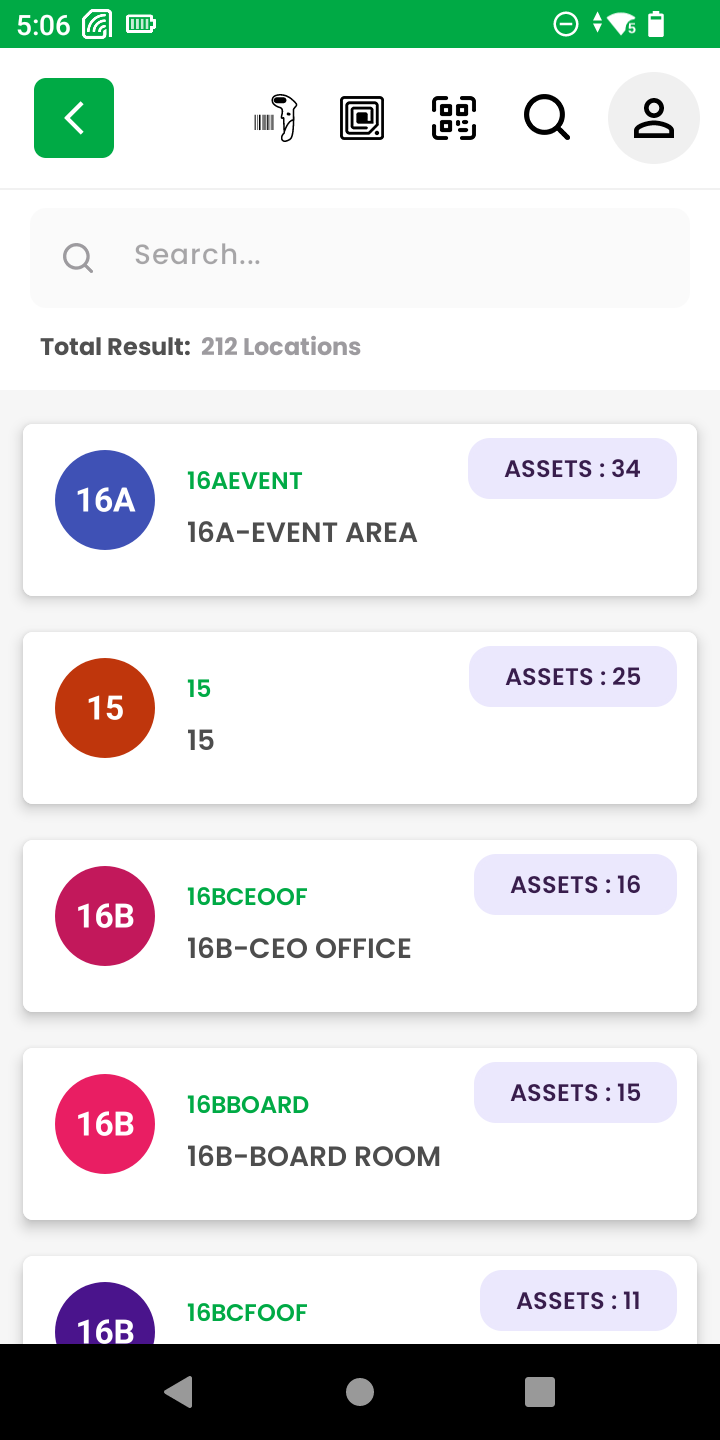 5:06
5
Search...
Total Result: 212 Locations
16A
16AEVENT
ASSETS : 34
16A-EVENT AREA
15
15
ASSETS : 25
15
16B
16BCEOOF
ASSETS : 16
16B-CEO OFFICE
16B
16BBOARD
ASSETS : 15
16B-BOARD ROOM
16B
16BCFOOF
ASSETS : 11